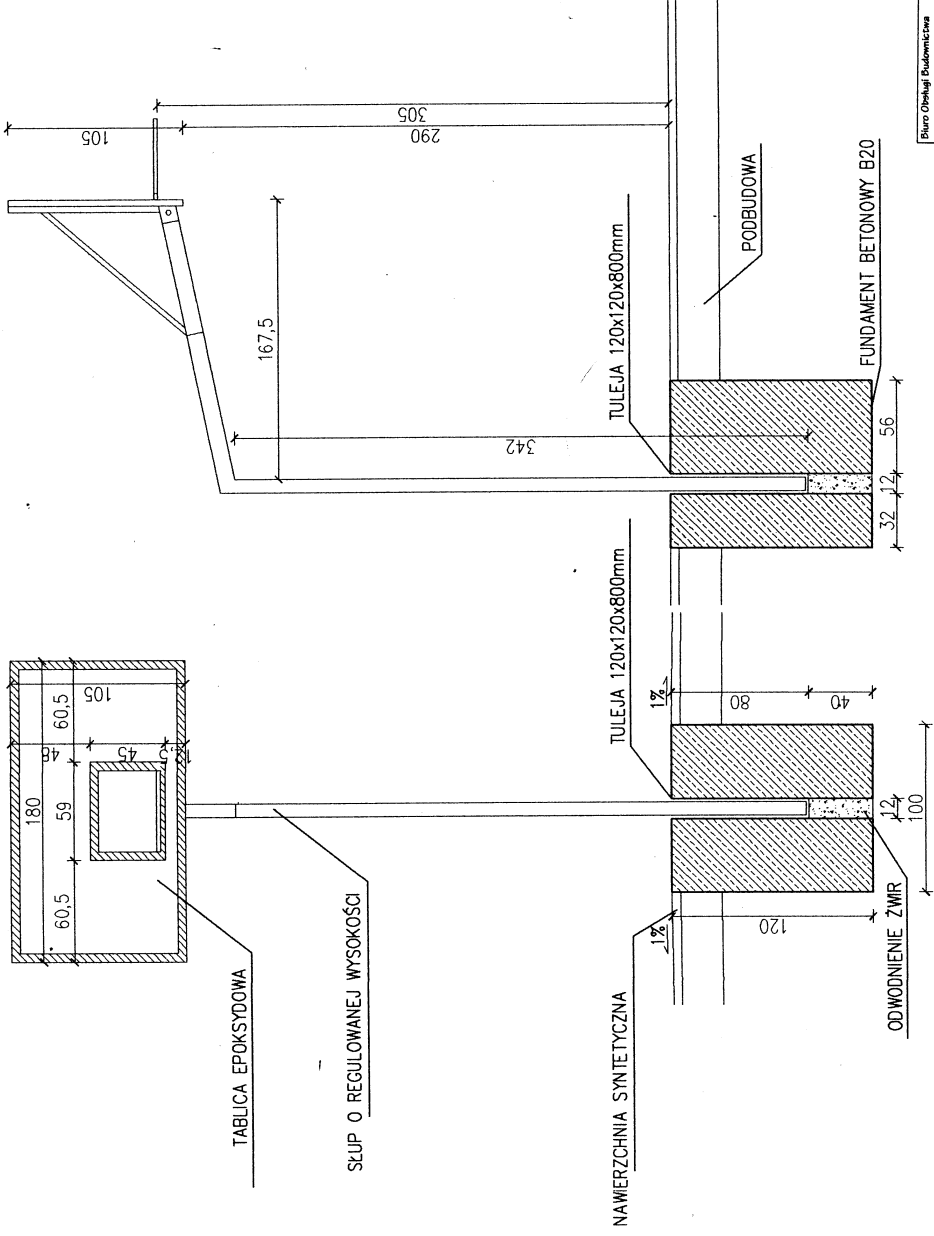 105
305
290
167,5
342
TULEJA 120x120x800mm
PODBUDOWA
FUNDAMENT BETONOWY B20
56
12
32
180
105
60,5
59
60,5
48
45
12,5
TABLICA EPOKSYDOWA
SŁUP O REGULOWANEJ WYSOKOŚCI
NAWIERZCHNIA SYNTETYCZNA
TULEJA 120x120x800mm
1%
1%
80
40
120
12
100
ODWODNIENIE ŻWIR
Biuro Obsługi Budownictwa